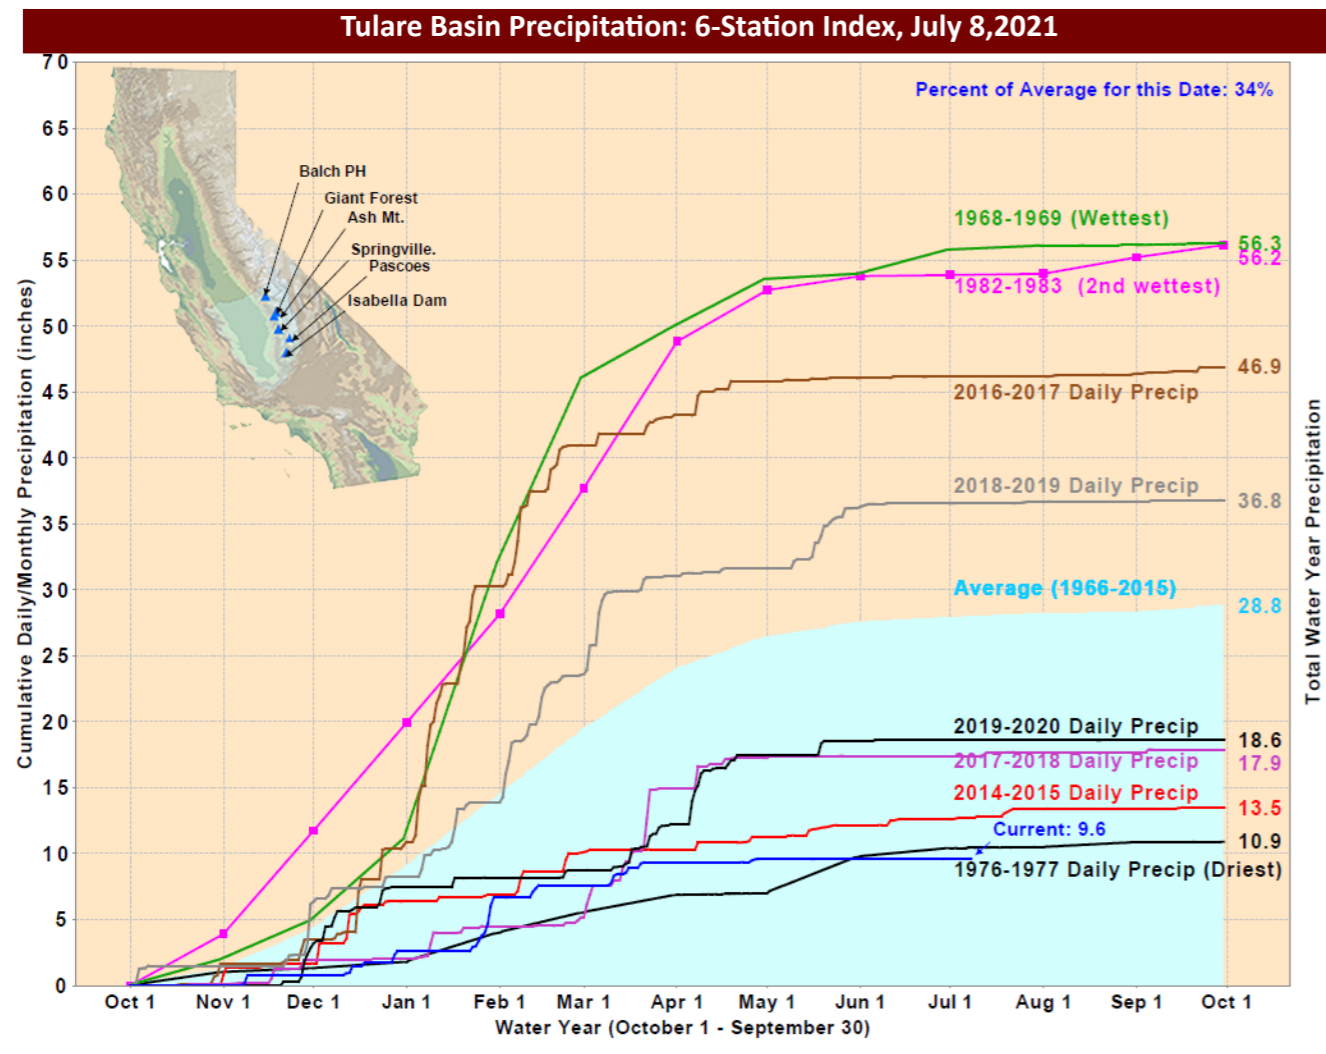 Tulare Basin Precipitation: 6-Station Index, July 8,2021
Percent of Average for this Date: 34%
Cumulative Daily/Monthly Precipitation (inches)
70
65
60
55
50
45
40
35
30
25
20
15
10
5
0
Balch PH
Giant Forest
Ash Mt.
Springville.
Pascoes
Isabella Dam
1968-1969 (Wettest)
56.3
56.2
1982-1983 (2nd wettest)
46.9
2016-2017 Daily Precip
2018-2019 Daily Precip
36.8
Average (1966-2015)
28.8
2019-2020 Daily Precip
18.6
2017-2018 Daily Precip
17.9
2014-2015 Daily Precip
13.5
Current: 9.6
10.9
1976-1977 Daily Precip (Driest)
Total Water Year Precipitation
Oct 1 Nov 1 Dec 1 Jan 1 Feb 1 Mar 1 Apr 1 May 1 Jun 1 Jul 1 Aug 1 Sep 1 Oct 1
Water Year (October 1 - September 30)